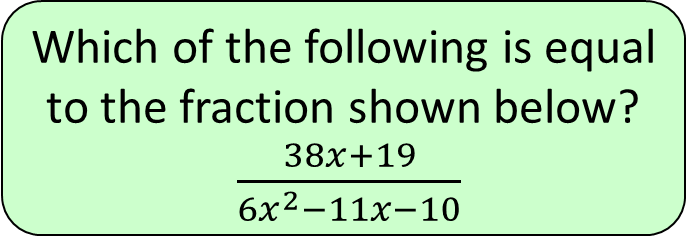 Which of the following is equal
to the fraction shown below?
38x+19
6x²−11x−10